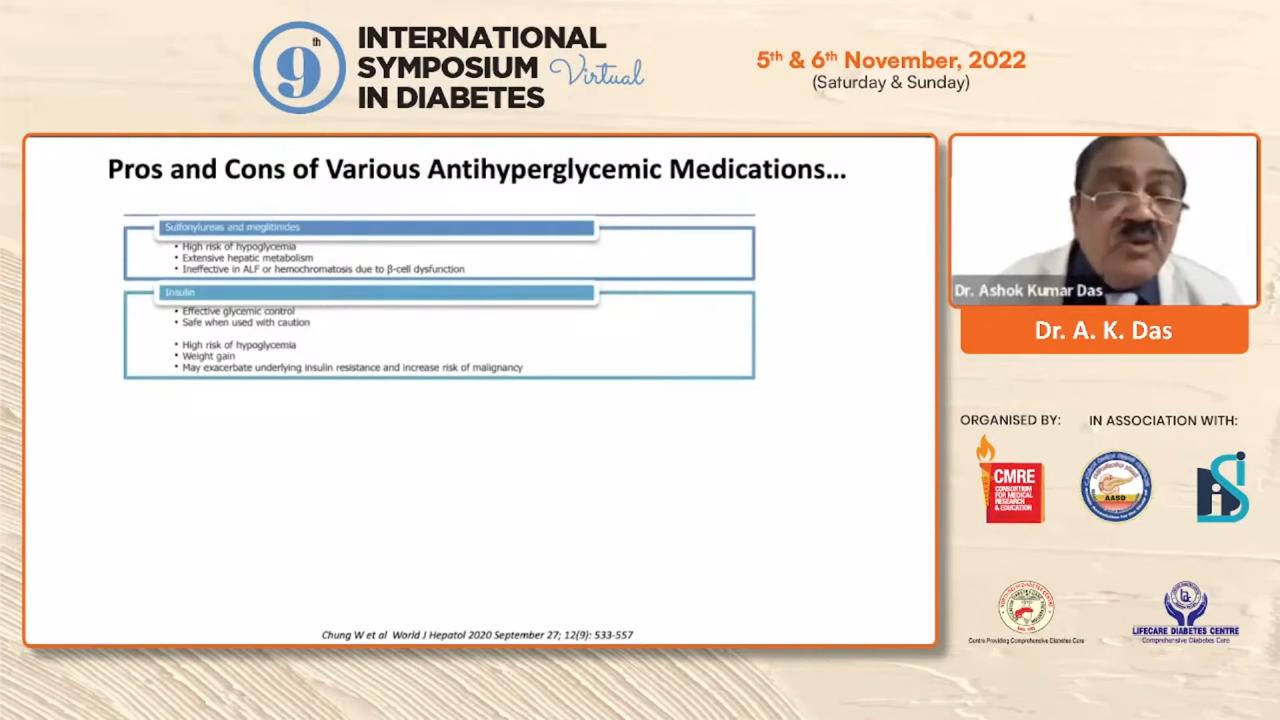 9th
INTERNATIONAL
SYMPOSIUM Virtual
IN DIABETES
5th & 6th November, 2022
(Saturday & Sunday)
Pros and Cons of Various Antihyperglycemic Medications...
Sulfonylureas and meglitinides
• High risk of hypoglycemia
• Extensive hepatic metabolism
• Ineffective in ALF or hemochromatosis due to β-cell dysfunction
Insulin
• Effective glycemic control
• Safe when used with caution
• High risk of hypoglycemia
• Weight gain
• May exacerbate underlying insulin resistance and increase risk of malignancy
Chung W et al World J Hepatol 2020 September 27; 12(9): 533-557
Dr. Ashok Kumar Das
Dr. A. K. Das
ORGANISED BY:
IN ASSOCIATION WITH:
CMRE
CONSORTIUM
FOR MEDICAL
RESEARCH
& EDUCATION
AASD
Centre Providing Comprehensive Diabetes Care
LIFECARE DIABETES CENTRE
Comprehensive Diabetes Care